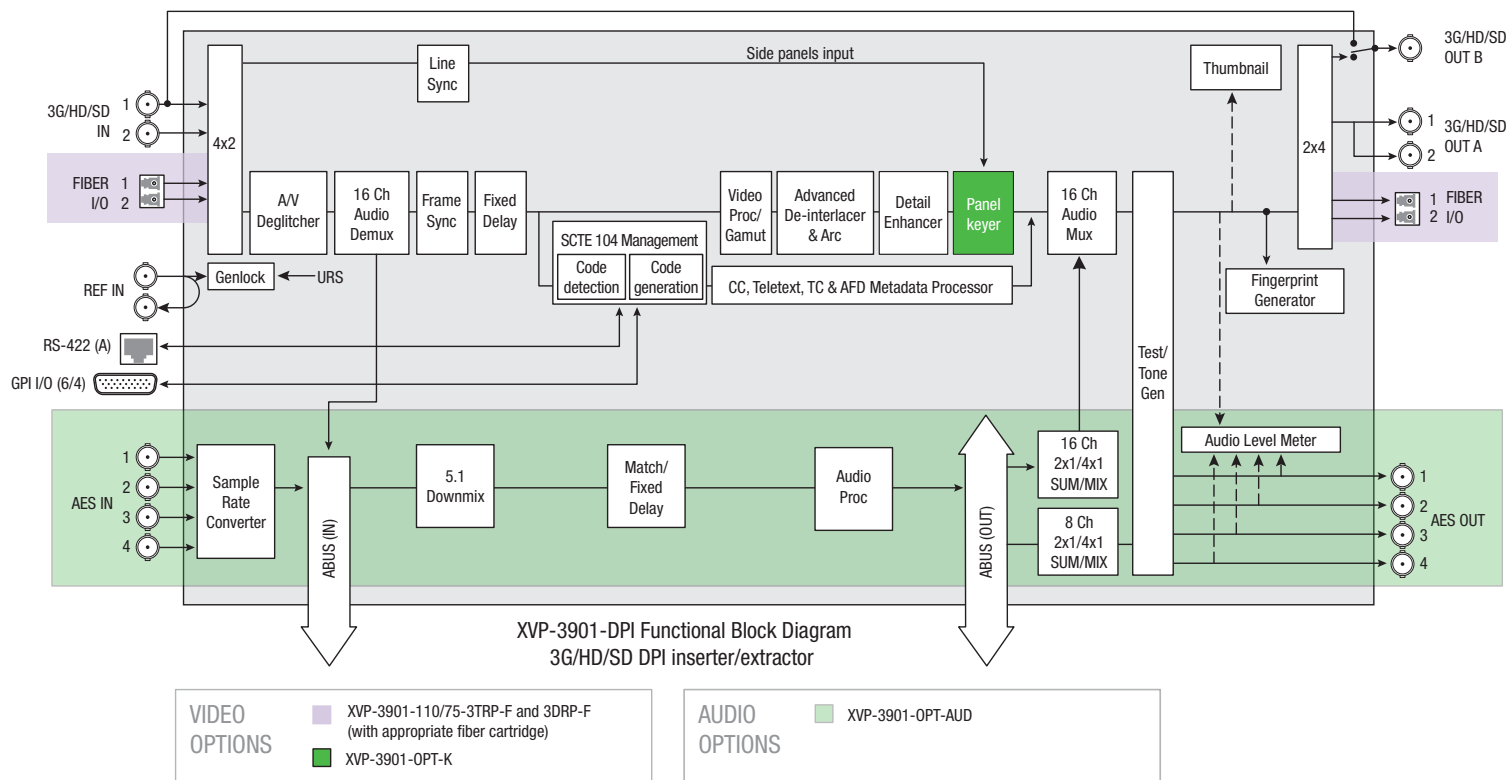 Side panels input
Line
Sync
Thumbnail
3G/HD/SD
OUT B
3G/HD/SD
IN
1
2
4x2
2x4
1
2
3G/HD/SD
OUT A
FIBER
I/O
1
2
A/V
Deglitcher
16 Ch
Audio
Demux
Frame
Sync
Fixed
Delay
Video
Proc/
Gamut
Advanced
De-interlacer
& Arc
Detail
Enhancer
Panel
keyer
16 Ch
Audio
Mux
1
2
FIBER
I/O
SCTE 104 Management
Code
detection
Code
generation
CC, Teletext, TC & AFD Metadata Processor
REF IN
Genlock
URS
Fingerprint
Generator
RS-422 (A)
GPI I/O (6/4)
Test/
Tone
Gen
AES IN
1
2
3
4
Sample
Rate
Converter
ABUS (IN)
5.1
Downmix
Match/
Fixed
Delay
Audio
Proc
ABUS (OUT)
16 Ch
2x1/4x1
SUM/MIX
8 Ch
2x1/4x1
SUM/MIX
Audio Level Meter
1
2
3
4
AES OUT
XVP-3901-DPI Functional Block Diagram
3G/HD/SD DPI inserter/extractor
VIDEO
OPTIONS
XVP-3901-110/75-3TRP-F and 3DRP-F
(with appropriate fiber cartridge)
XVP-3901-OPT-K
AUDIO
OPTIONS
XVP-3901-OPT-AUD